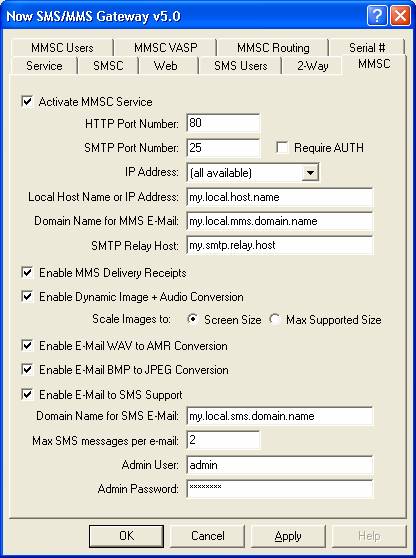 Now SMS/MMS Gateway v5.0
MMSC Users MMSC VASP MMSC Routing Serial #
Service SMSC Web SMS Users 2-Way MMSC
Activate MMSC Service
HTTP Port Number: 80
SMTP Port Number: 25 Require AUTH
IP Address: (all available)
Local Host Name or IP Address: my.local.host.name
Domain Name for MMS E-Mail: my.local.mms.domain.name
SMTP Relay Host: my.smtp.relay.host
Enable MMS Delivery Receipts
Enable Dynamic Image + Audio Conversion
Scale Images to: Screen Size Max Supported Size
Enable E-Mail WAV to AMR Conversion
Enable E-Mail BMP to JPEG Conversion
Enable E-Mail to SMS Support
Domain Name for SMS E-Mail: my.local.sms.domain.name
Max SMS messages per e-mail: 2
Admin User: admin
Admin Password: ********
OK Cancel Apply Help